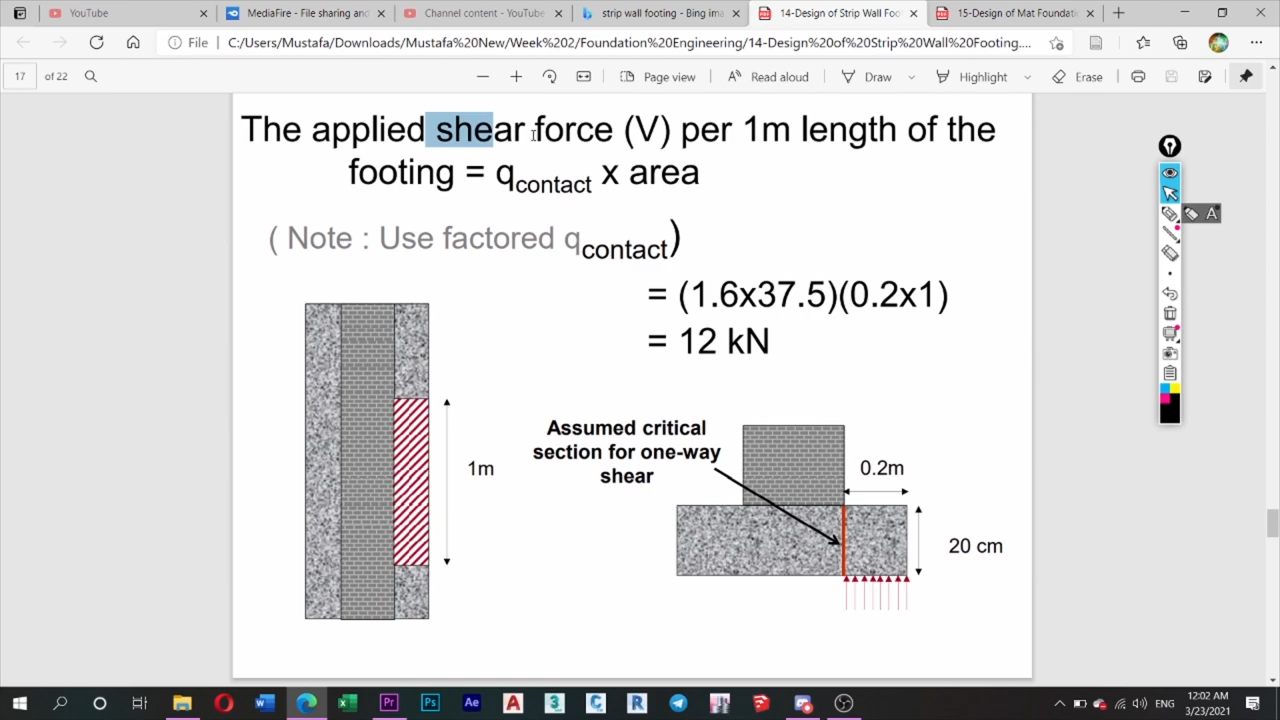 YouTube
MediaFire - File sharing and
Channel content - YouTube
strip wall footing - Bing ima
14-Design of Strip Wall Foo
15-Design of Mat Foundati
File
C:/Users/Mustafa/Downloads/Mustafa%20New/Week%202/Foundation%20Engineering/14-Design%20of%20Strip%20Wall%20Footing....
17 of 22
Page view
Read aloud
Draw
Highlight
Erase
The applied shear force (V) per 1m length of the
footing = qcontact x area
( Note : Use factored qcontact)
= (1.6x37.5)(0.2x1)
= 12 kN
Assumed critical
section for one-way
shear
0.2m
1m
20 cm
ENG
12:02 AM
3/23/2021